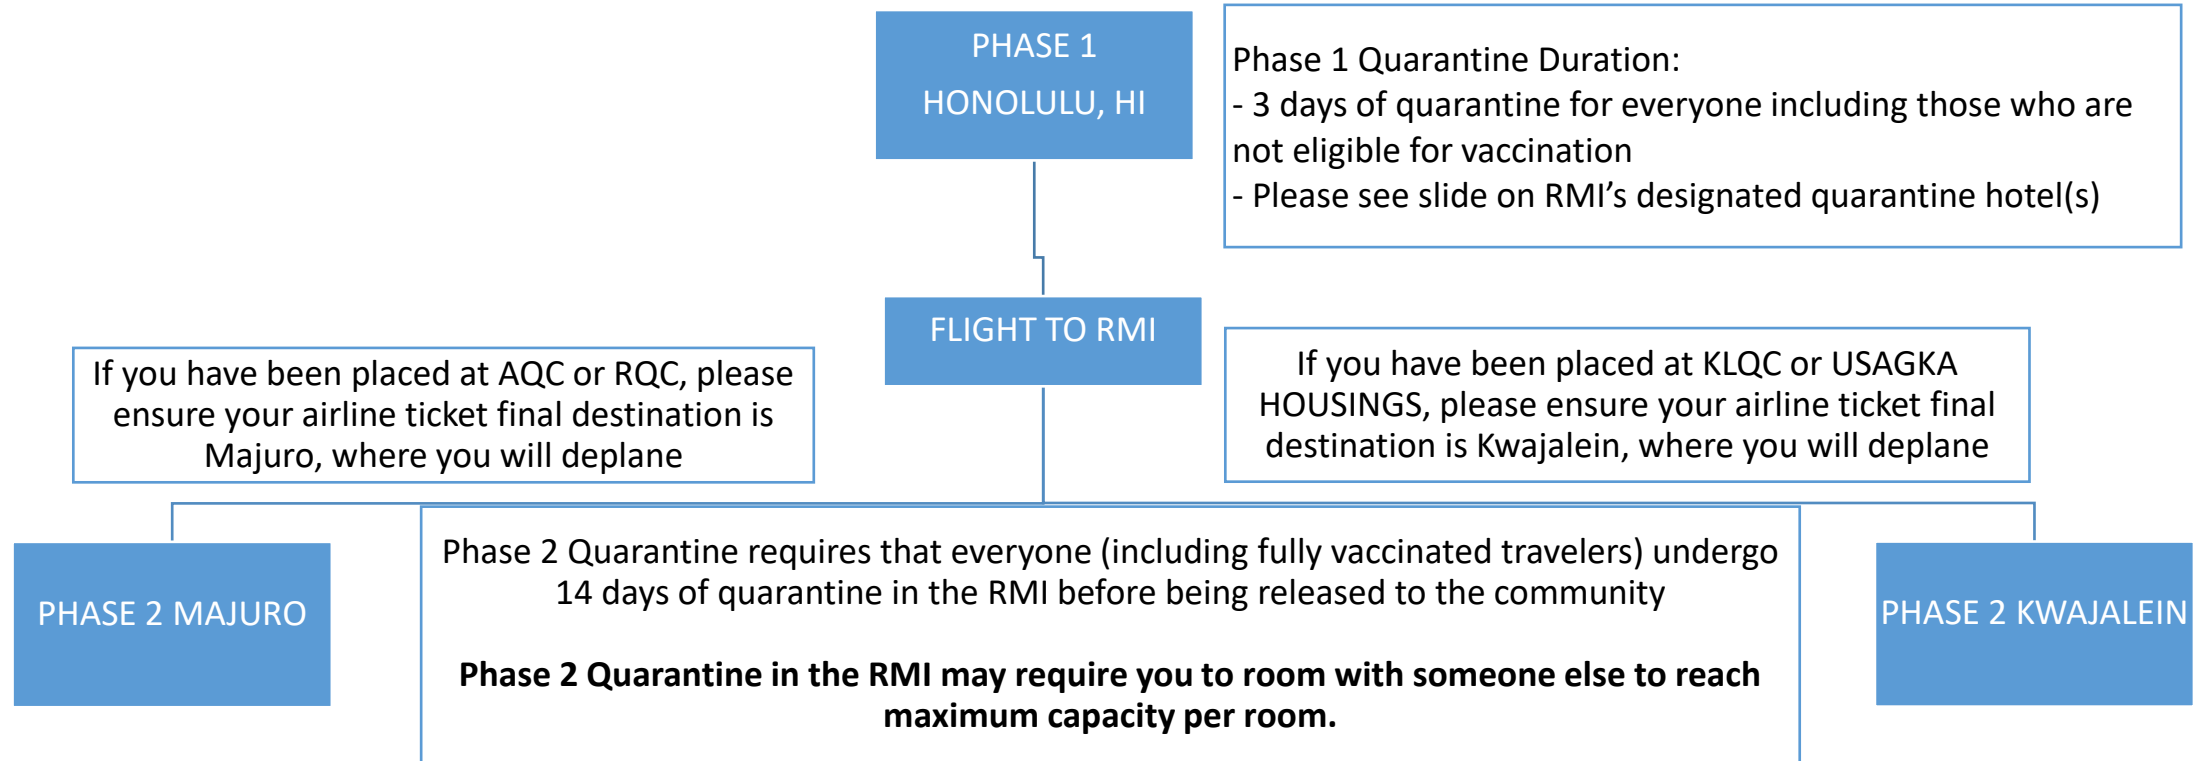 PHASE 1
HONOLULU, HI
Phase 1 Quarantine Duration:
- 3 days of quarantine for everyone including those who are
not eligible for vaccination
- Please see slide on RMI’s designated quarantine hotel(s)
FLIGHT TO RMI
If you have been placed at AQC or RQC, please
ensure your airline ticket final destination is
Majuro, where you will deplane
If you have been placed at KLQC or USAGKA
HOUSINGS, please ensure your airline ticket final
destination is Kwajalein, where you will deplane
PHASE 2 MAJURO
Phase 2 Quarantine requires that everyone (including fully vaccinated travelers) undergo
14 days of quarantine in the RMI before being released to the community
Phase 2 Quarantine in the RMI may require you to room with someone else to reach
maximum capacity per room.
PHASE 2 KWAJALEIN